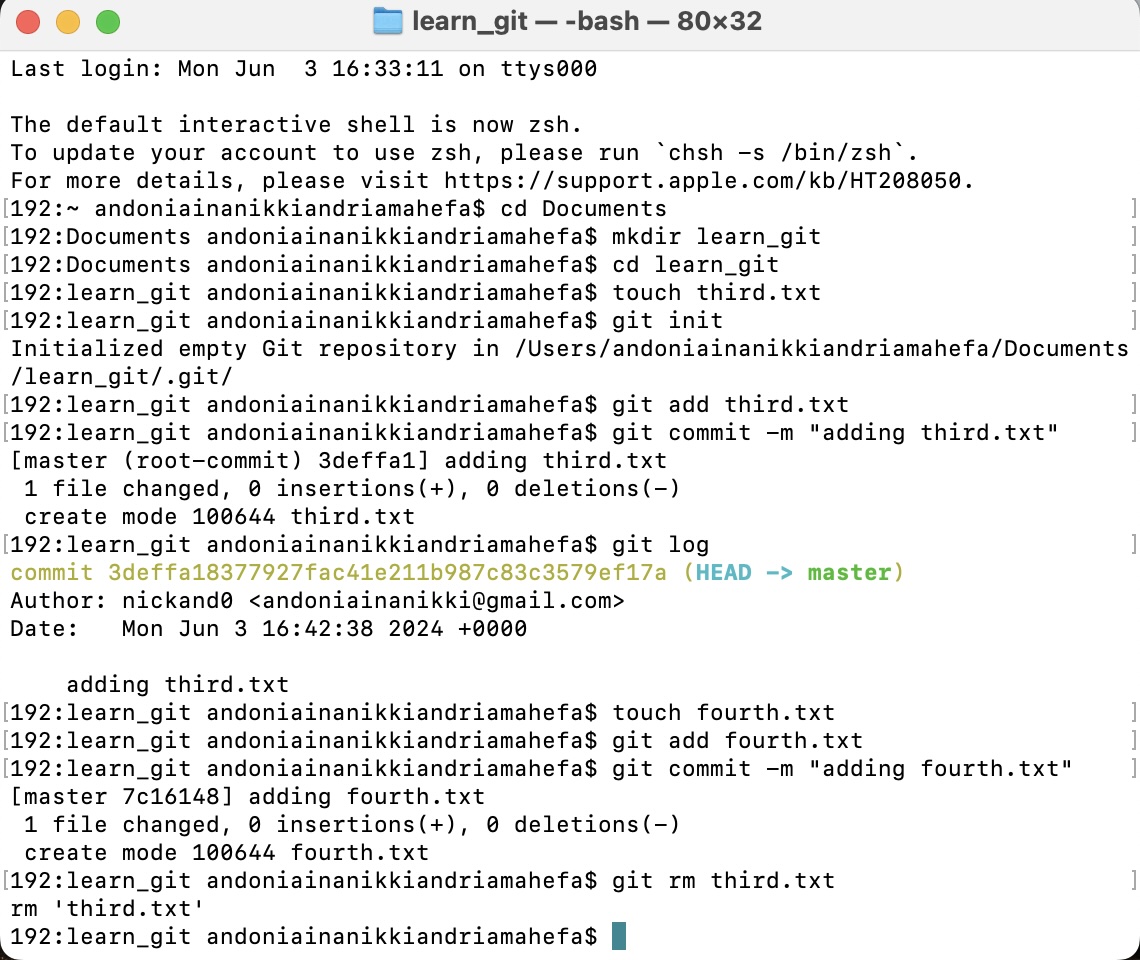 learn_git — -bash — 80×32
Last login: Mon Jun  3 16:33:11 on ttys000

The default interactive shell is now zsh.
To update your account to use zsh, please run `chsh -s /bin/zsh`.
For more details, please visit https://support.apple.com/kb/HT208050.
[192:~ andoniainanikkiandriamahefa$ cd Documents ]
[192:Documents andoniainanikkiandriamahefa$ mkdir learn_git ]
[192:Documents andoniainanikkiandriamahefa$ cd learn_git ]
[192:learn_git andoniainanikkiandriamahefa$ touch third.txt ]
[192:learn_git andoniainanikkiandriamahefa$ git init ]
Initialized empty Git repository in /Users/andoniainanikkiandriamahefa/Documents
/learn_git/.git/
[192:learn_git andoniainanikkiandriamahefa$ git add third.txt ]
[192:learn_git andoniainanikkiandriamahefa$ git commit -m "adding third.txt" ]
[master (root-commit) 3deffa1] adding third.txt
 1 file changed, 0 insertions(+), 0 deletions(-)
 create mode 100644 third.txt
[192:learn_git andoniainanikkiandriamahefa$ git log ]
commit 3deffa18377927fac41e211b987c83c3579ef17a (HEAD -> master)
Author: nickand0 <andoniainanikki@gmail.com>
Date:   Mon Jun 3 16:42:38 2024 +0000

    adding third.txt
[192:learn_git andoniainanikkiandriamahefa$ touch fourth.txt ]
[192:learn_git andoniainanikkiandriamahefa$ git add fourth.txt ]
[192:learn_git andoniainanikkiandriamahefa$ git commit -m "adding fourth.txt" ]
[master 7c16148] adding fourth.txt
 1 file changed, 0 insertions(+), 0 deletions(-)
 create mode 100644 fourth.txt
[192:learn_git andoniainanikkiandriamahefa$ git rm third.txt ]
rm 'third.txt'
192:learn_git andoniainanikkiandriamahefa$